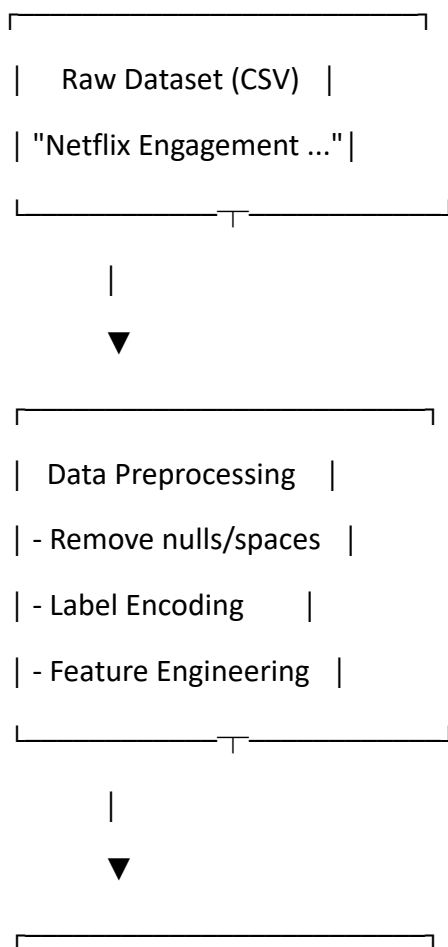 Raw Dataset (CSV)
"Netflix Engagement ..."
Data Preprocessing
- Remove nulls/spaces
- Label Encoding
- Feature Engineering